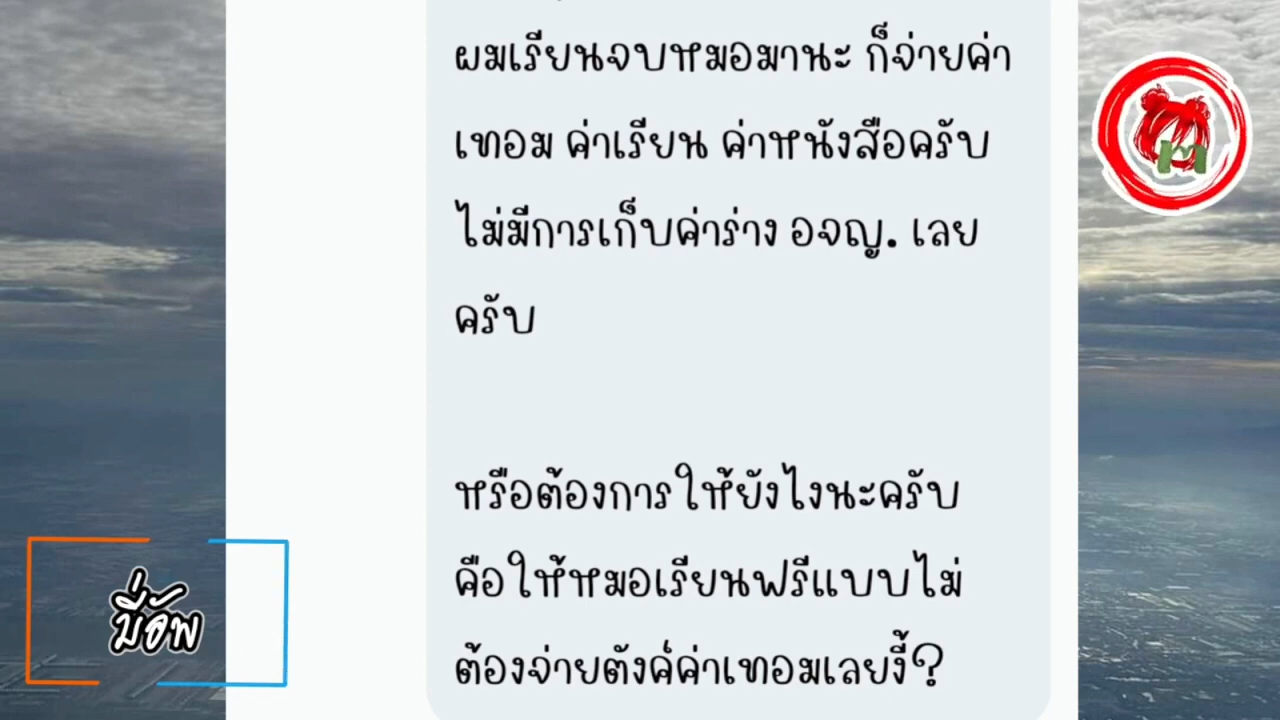 ผมเรียนจบหมอมานะ ก็จ่ายค่า
เทอม ค่าเรียน ค่าหนังสือครับ
ไม่มีการเก็บค่าร่าง อจญ. เลย
ครับ
หรือต้องการให้ยังไงนะครับ
คือให้หมอเรียนฟรีแบบไม่
ต้องจ่ายตังค์ค่าเทอมเลยงี้?
บี่อัพ